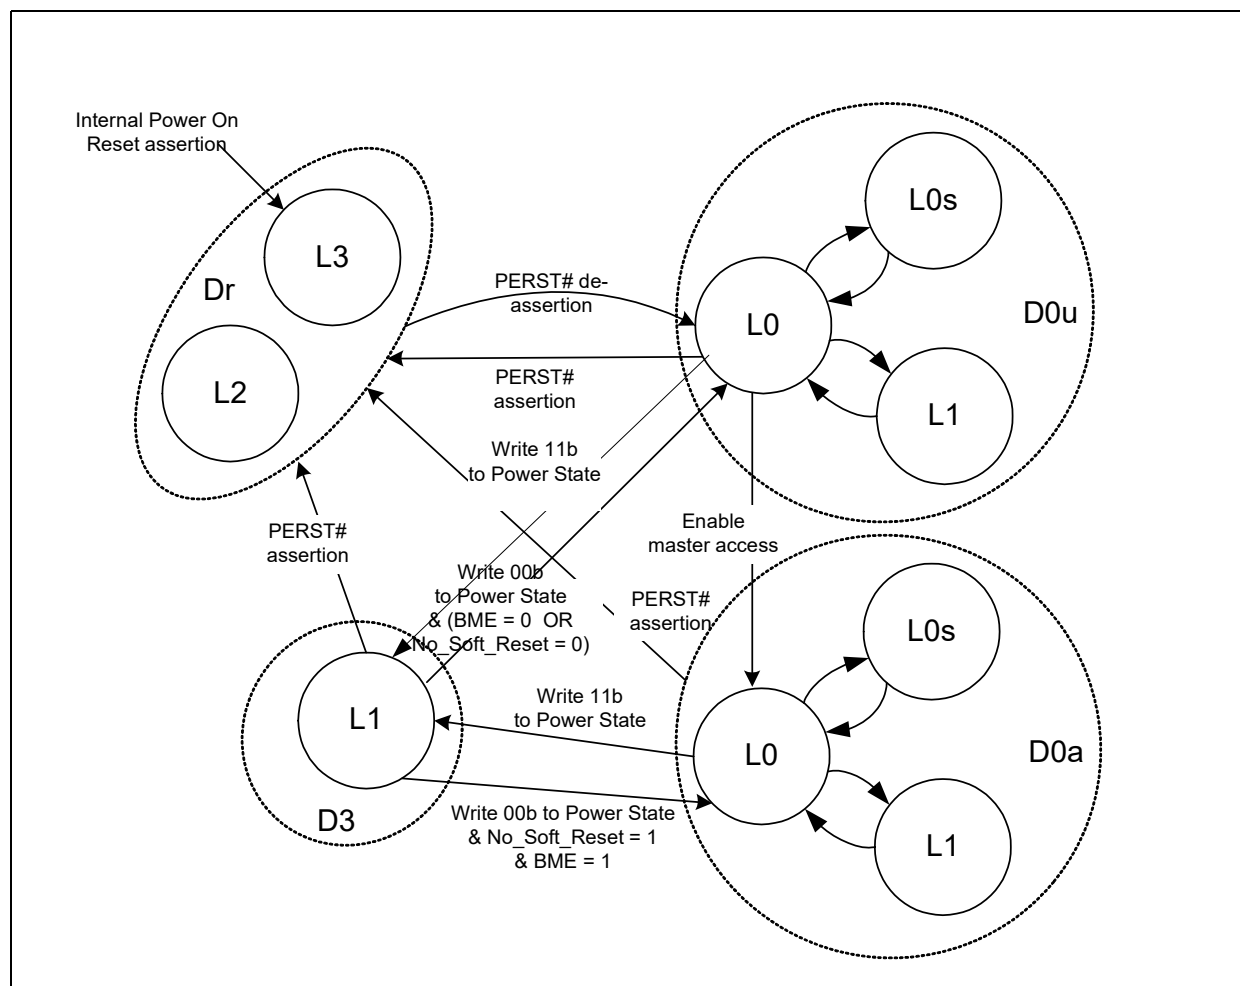 Internal Power On
Reset assertion
L3
Dr
L2
PERST# de-
assertion
PERST#
assertion
L0s
L0
D0u
L1
Write 11b
to Power State
PERST#
assertion
Enable
master access
Write 00b
to Power State
& (BME = 0 OR
No_Soft_Reset = 0)
PERST#
assertion
L1
D3
Write 11b
to Power State
Write 00b to Power State
& No_Soft_Reset = 1
& BME = 1
L0s
L0
D0a
L1